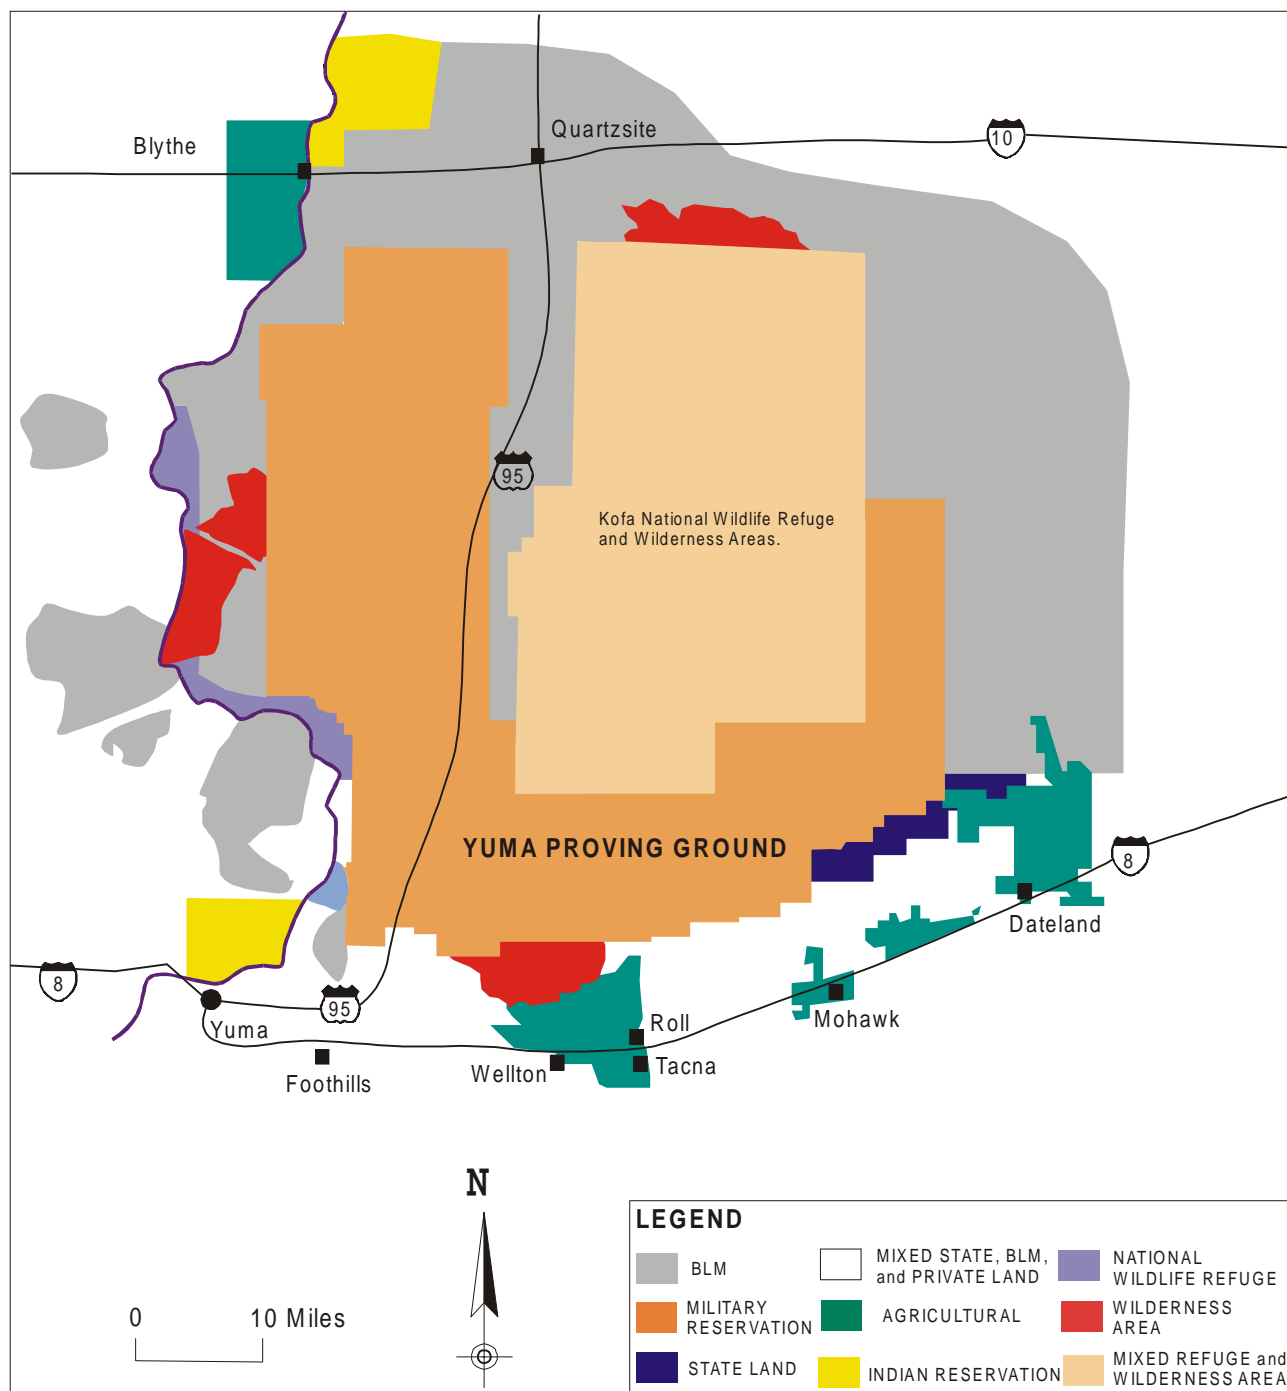 Blythe
Quartzsite
10
95
Kofa National Wildlife Refuge
and Wilderness Areas.
YUMA PROVING GROUND
8
Dateland
8
95
Mohawk
Yuma
Roll
Foothills
Wellton
Tacna
N
0 10 Miles
LEGEND
BLM
MIXED STATE, BLM,
and PRIVATE LAND
NATIONAL
WILDLIFE REFUGE
MILITARY
RESERVATION
AGRICULTURAL
WILDERNESS
AREA
STATE LAND
INDIAN RESERVATION
MIXED REFUGE and
WILDERNESS AREA